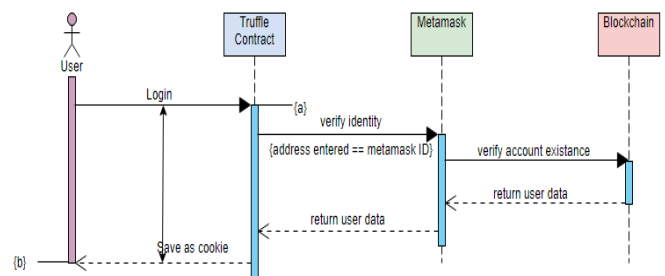 Truffle
Contract
Metamask
Blockchain
User
Login
{a}
verify identity
{address entered == metamask ID}
verify account existance
return user data
return user data
Save as cookie
{b}